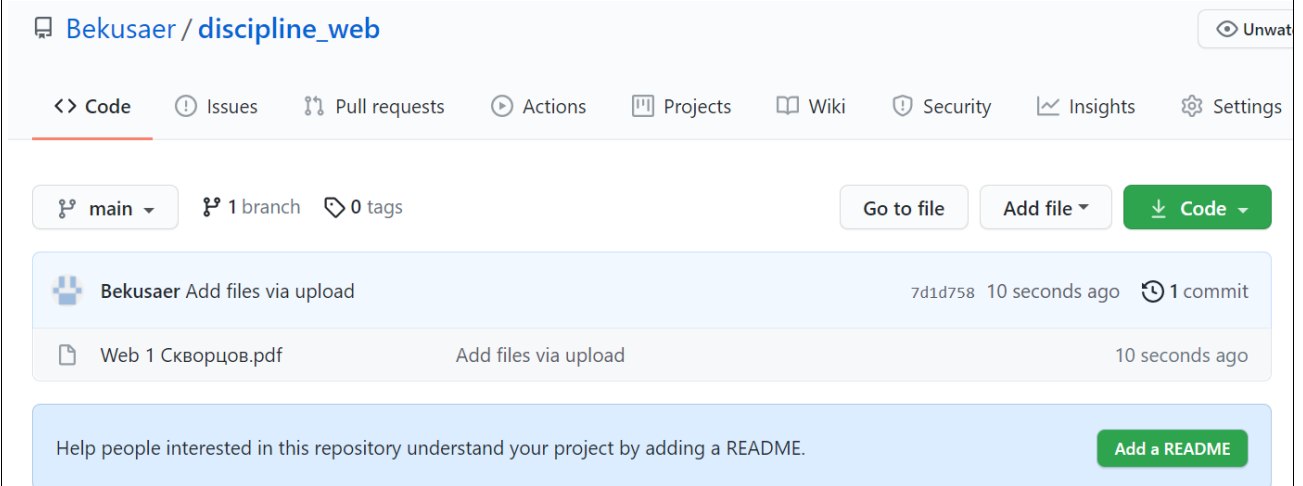 Bekusaer / discipline_web
Unwat
Code Issues Pull requests Actions Projects Wiki Security Insights Settings
main 1 branch 0 tags Go to file Add file Code
Bekusaer Add files via upload 7d1d758 10 seconds ago 1 commit
Web 1 Скворцов.pdf Add files via upload 10 seconds ago
Help people interested in this repository understand your project by adding a README. Add a README